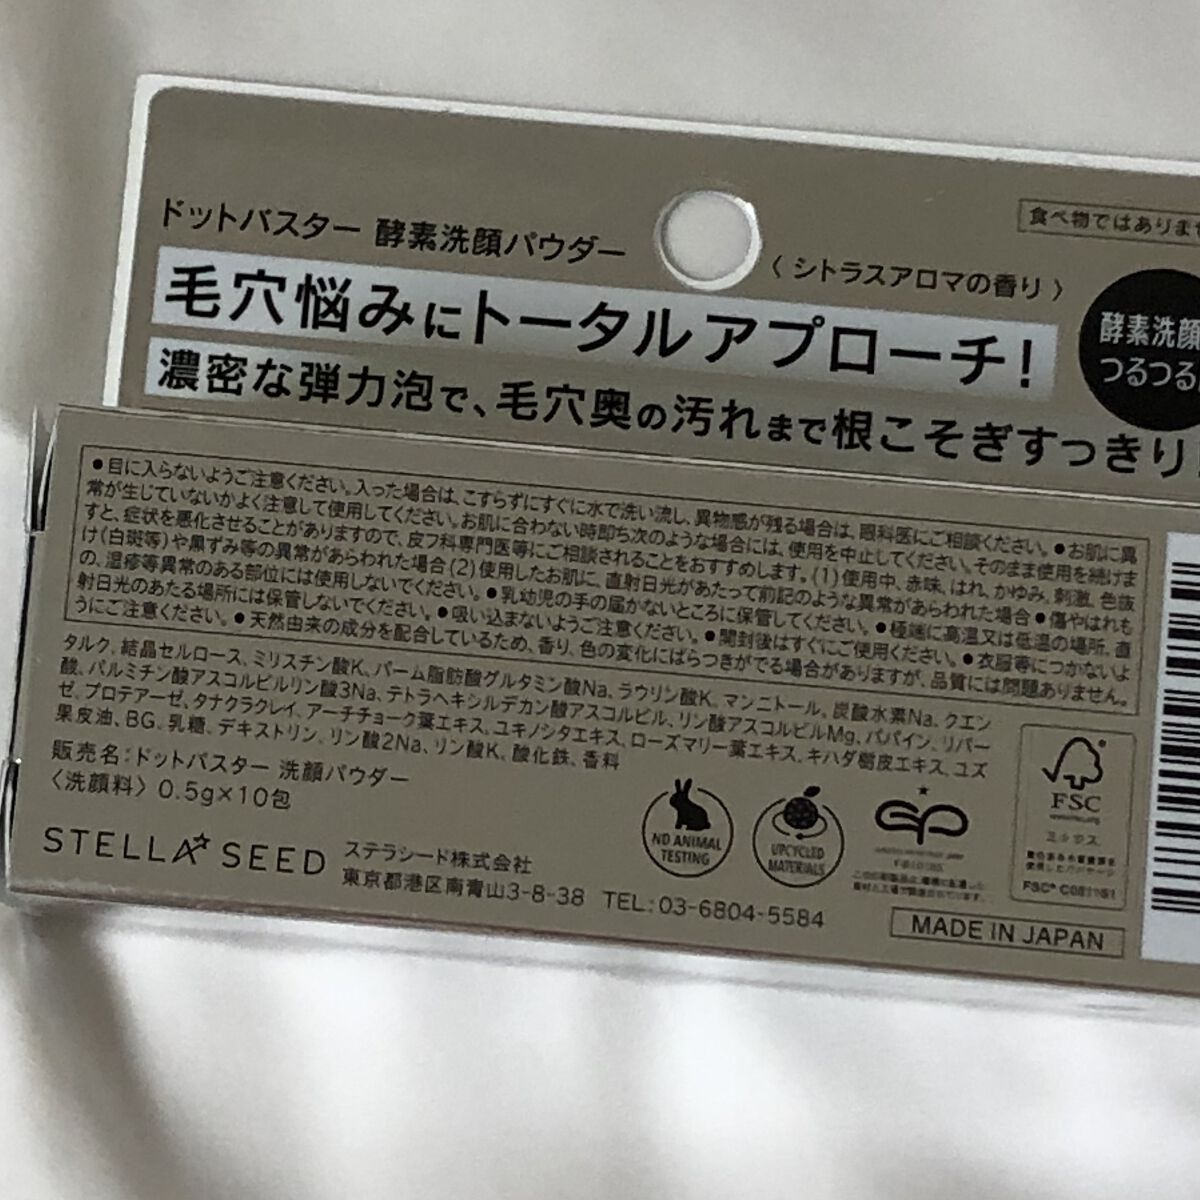 食べ物ではありませ
ドットバスター 酵素洗顔パウダー
〈 シトラスアロマの香り 〉
毛穴悩みにトータルアプローチ!
酵素洗顔
つるつる
濃密な弾力泡で、毛穴奥の汚れまで根こそぎすっきり
●目に入らないようご注意ください。入った場合は、こすらずにすぐに水で洗い流し、異物感が残る場合は、眼科医にご相談ください。●お肌に異
常が生じていないかよく注意して使用してください。お肌に合わない時即ち次のような場合には、使用を中止してください。そのまま使用を続けま
すと、症状を悪化させることがありますので、皮フ科専門医等にご相談されることをおすすめします。(1)使用中、赤味、はれ、かゆみ、刺激、色抜
け(白斑等)や黒ずみ等の異常があらわれた場合(2)使用したお肌に、直射日光があたって前記のような異常があらわれた場合●傷やはれも
の、湿疹等異常のある部位には使用しないでください。●乳幼児の手の届かないところに保管してください。●極端に高温又は低温の場所、直
射日光のあたる場所には保管しないでください。●吸い込まないようご注意ください。●開封後はすぐにご使用ください。●衣服等につかないよ
うにご注意ください。●天然由来の成分を配合しているため、香り、色の変化にばらつきがでる場合がありますが、品質には問題ありません。
タルク、結晶セルロース、ミリスチン酸K、パーム脂肪酸グルタミン酸Na、ラウリン酸K、マンニトール、炭酸水素Na、クエン
酸、パルミチン酸アスコルビルリン酸3Na、テトラヘキシルデカン酸アスコルビル、リン酸アスコルビルMg、パパイン、リパー
ゼ、プロテアーゼ、タナクラクレイ、アーチチョーク葉エキス、ユキノシタエキス、ローズマリー葉エキス、キハダ樹皮エキス、ユズ
果皮油、BG、乳糖、デキストリン、リン酸2Na、リン酸K、酸化鉄、香料
販売名:ドットバスター 洗顔パウダー
〈洗顔料〉 0.5g×10包
NO ANIMAL
TESTING
UPCYCLED
MATERIALS
FSC
ミックス
FSC® C081151
STELLA SEED
ステラシード株式会社
東京都港区南青山3-8-38 TEL:03-6804-5584
MADE IN JAPAN